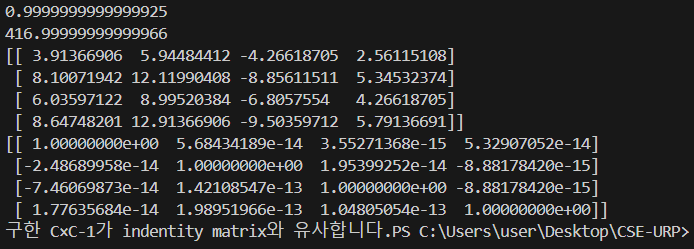 0.9999999999999925
416.99999999999966
[[ 3.91366906  5.94484412 -4.26618705  2.56115108]
 [ 8.10071942 12.11990408 -8.85611511  5.34532374]
 [ 6.03597122  8.99520384 -6.8057554   4.26618705]
 [ 8.64748201 12.91366906 -9.50359712  5.79136691]]
[[ 1.00000000e+00  5.68434189e-14  3.55271368e-15  5.32907052e-14]
 [-2.48689958e-14  1.00000000e+00  1.95399252e-14 -8.88178420e-15]
 [-7.46069873e-14  1.42108547e-13  1.00000000e+00 -8.88178420e-15]
 [ 1.77635684e-14  1.98951966e-13  1.04805054e-13  1.00000000e+00]]
구한 C×C-1가 indentity matrix와 유사합니다.PS C:\Users\user\Desktop\CSE-URP>